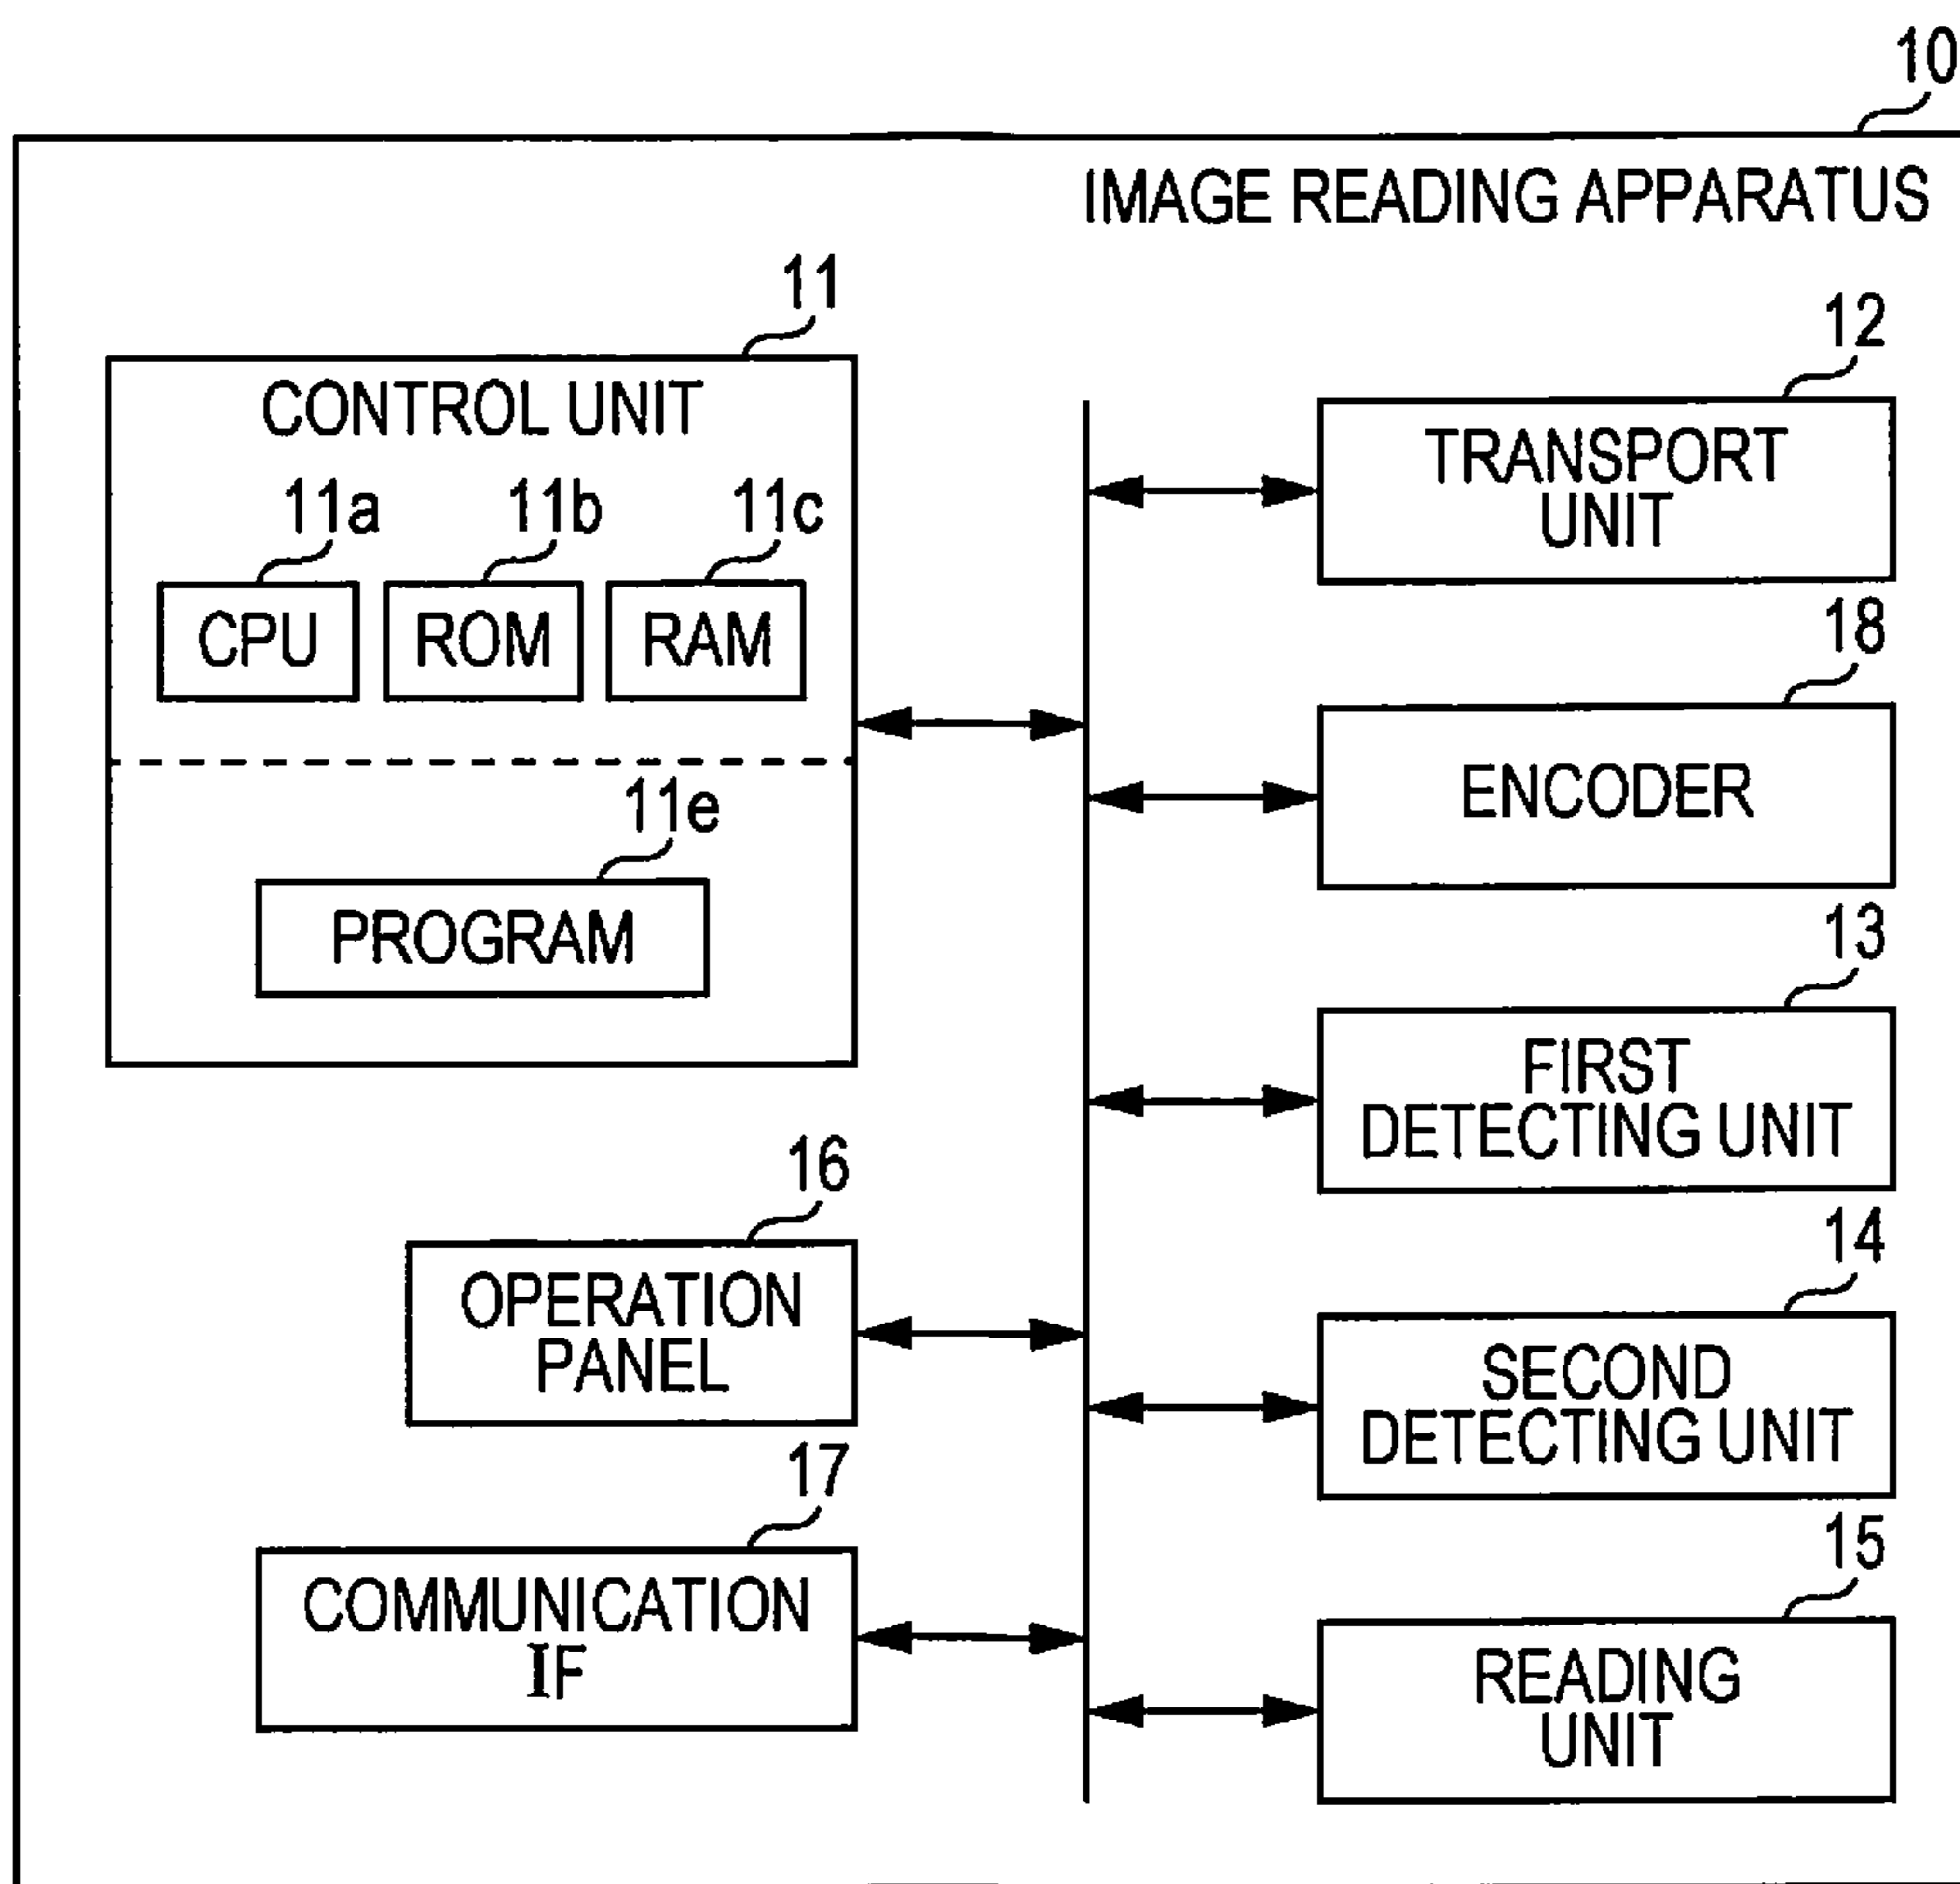 10
IMAGE READING APPARATUS
11
CONTROL UNIT
11a 11b 11c
CPU ROM RAM
11e
PROGRAM
16
OPERATION
PANEL
17
COMMUNICATION
IF
12
TRANSPORT
UNIT
18
ENCODER
13
FIRST
DETECTING UNIT
14
SECOND
DETECTING UNIT
15
READING
UNIT